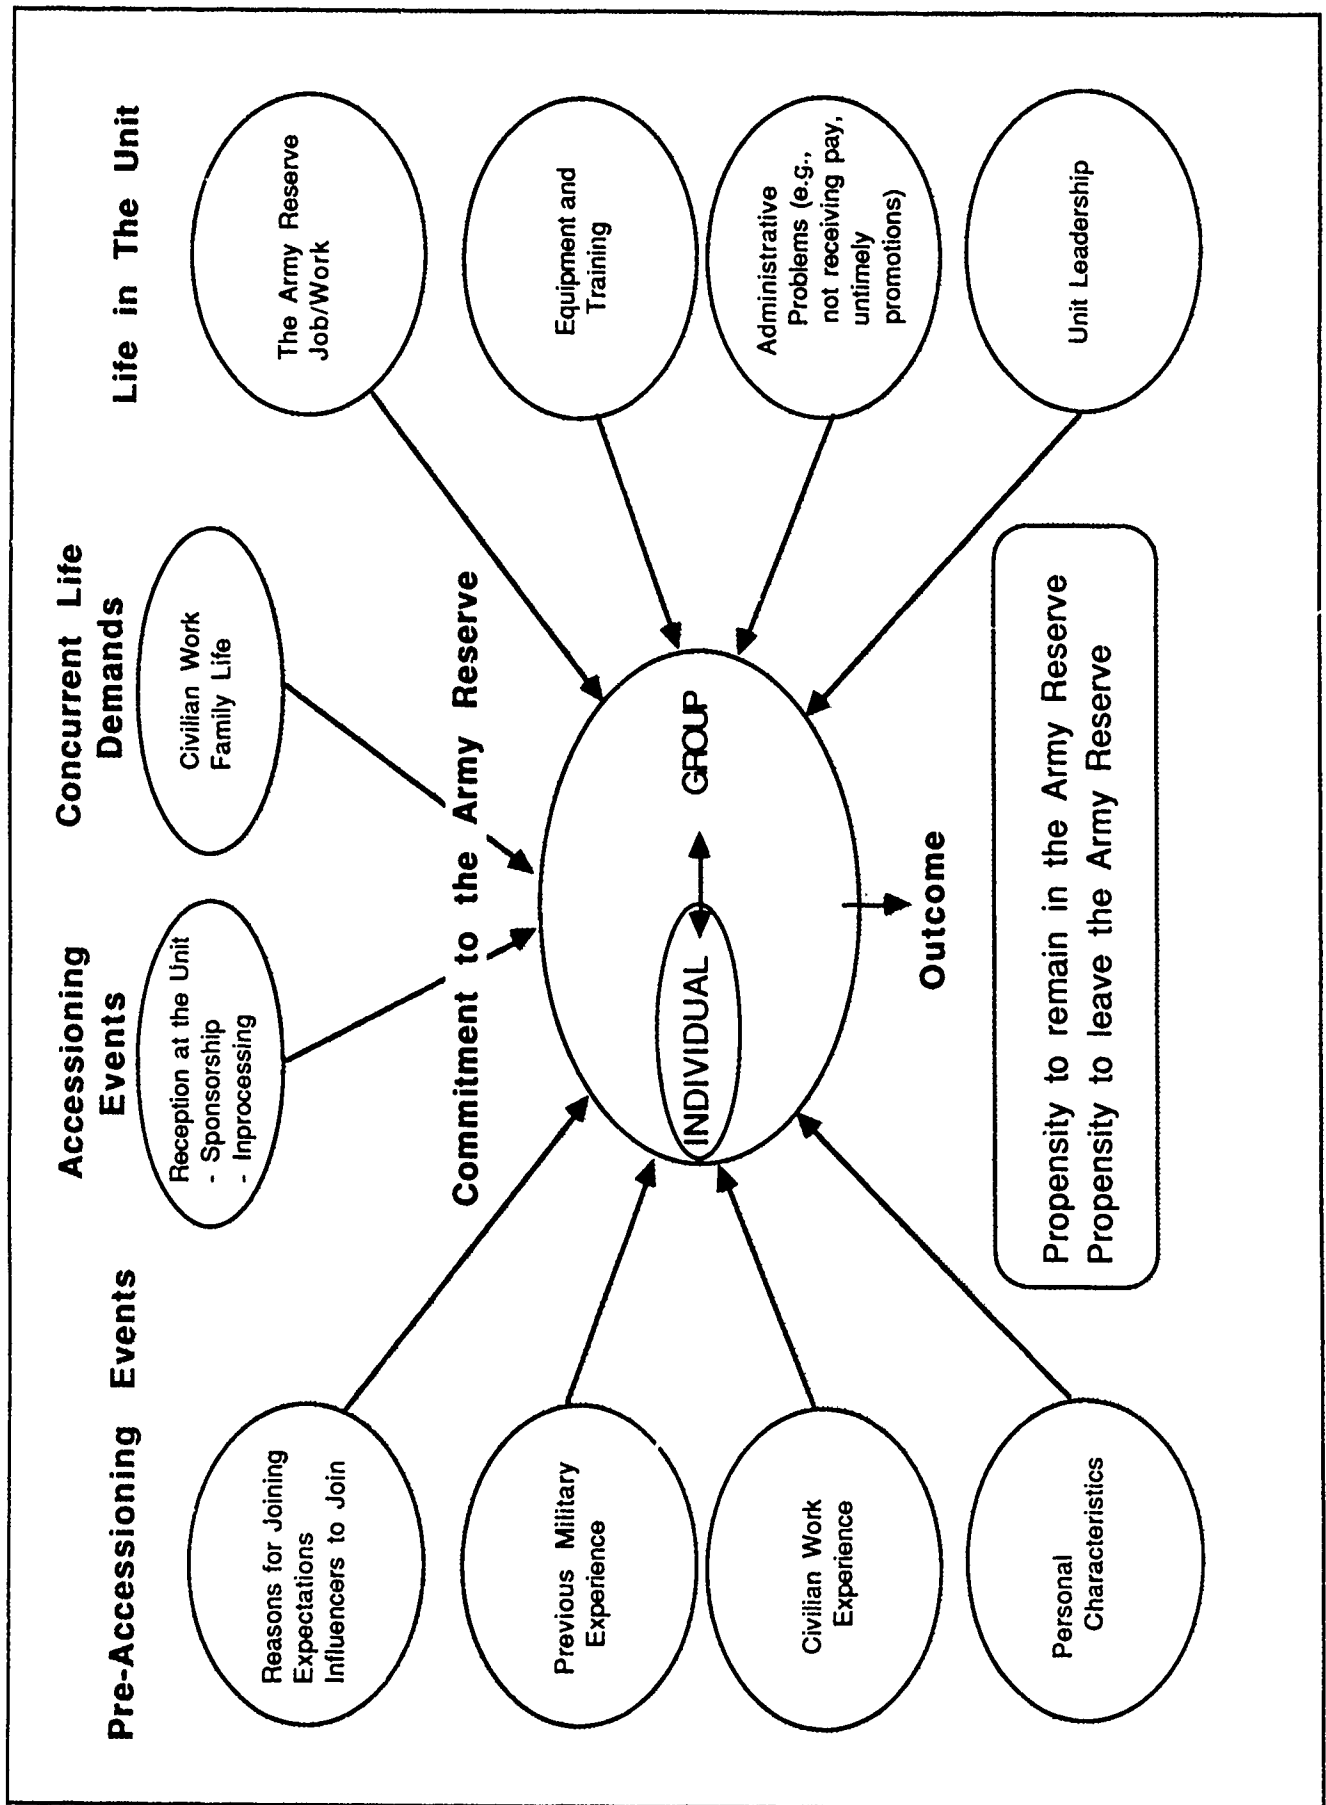 Pre-Accessioning Events
Reasons for Joining
Expectations
Influencers to Join
Previous Military
Experience
Civilian Work
Experience
Personal
Characteristics
Accessioning
Events
Reception at the Unit
- Sponsorship
- Inprocessing
Concurrent Life
Demands
Civilian Work
Family Life
Life in The Unit
The Army Reserve
Job/Work
Equipment and
Training
Administrative
Problems (e.g.,
not receiving pay,
untimely
promotions)
Unit Leadership
Commitment to the Army Reserve
INDIVIDUAL
GROUP
Outcome
Propensity to remain in the Army Reserve
Propensity to leave the Army Reserve